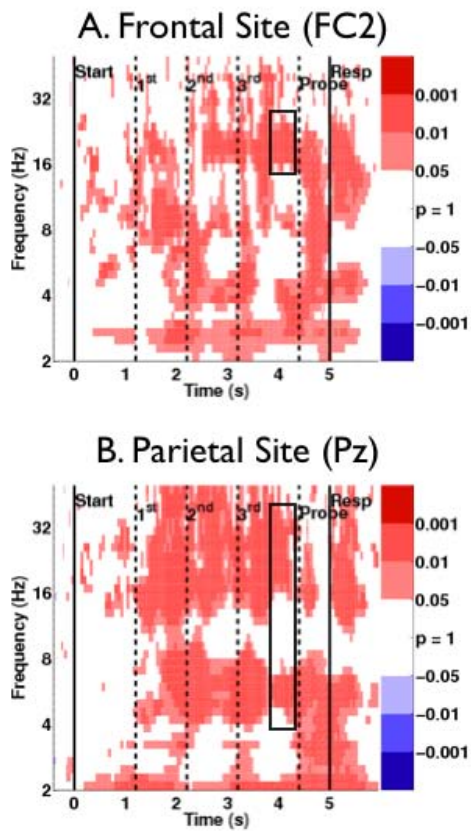 A. Frontal Site (FC2)
Start
1st 2nd 3rd Probe Resp
32
16
8
4
2
Frequency (Hz)
0 1 2 3 4 5
Time (s)
0.001
0.01
0.05
p = 1
-0.05
-0.01
-0.001
B. Parietal Site (Pz)
Start
1st 2nd 3rd Probe Resp
32
16
8
4
2
Frequency (Hz)
0 1 2 3 4 5
Time (s)
0.001
0.01
0.05
p = 1
-0.05
-0.01
-0.001